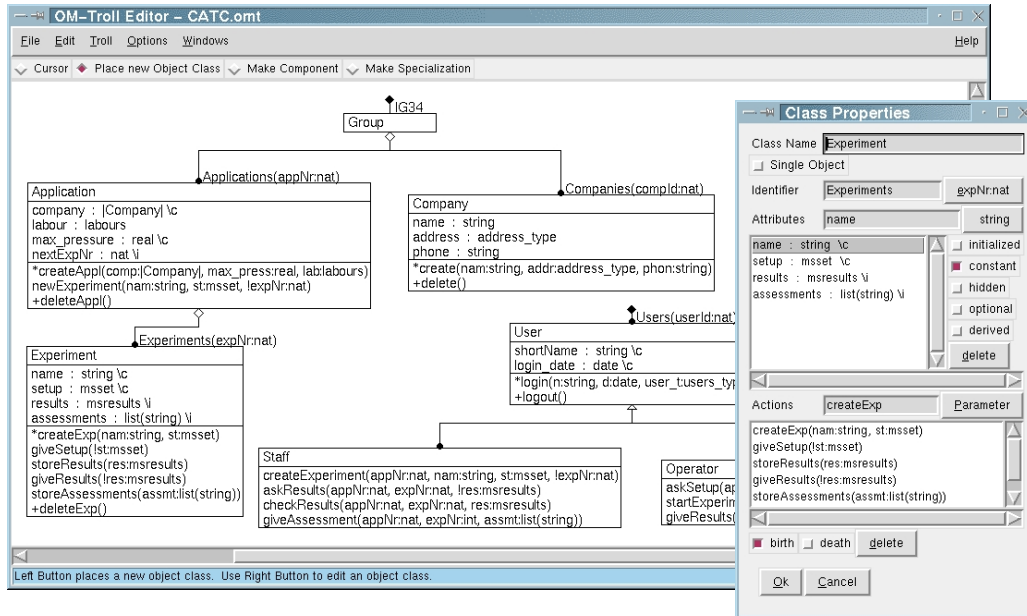 OM-Troll Editor - CATC.omt
File Edit Troll Options Windows Help
Cursor Place new Object Class Make Component Make Specialization
IG34
Group
Applications(appNr:nat)
Application
company : |Company| \c
labour : labours
max_pressure : real \c
nextExpNr : nat \i
*createAppl(comp:|Company|, max_press:real, lab:labours)
newExperiment(nam:string, st:msset, !expNr:nat)
+deleteAppl()
Companies(compId:nat)
Company
name : string
address : address_type
phone : string
*create(nam:string, addr:address_type, phon:string)
+delete()
Experiments(expNr:nat)
Experiment
name : string \c
setup : msset \c
results : msresults \i
assessments : list(string) \i
*createExp(nam:string, st:msset)
giveSetup(!st:msset)
storeResults(res:msresults)
giveResults(!res:msresults)
storeAssessments(assmt:list(string))
+deleteExp()
Users(userId:nat)
User
shortName : string \c
login_date : date \c
*login(n:string, d:date, user_t:users_typ
+logout()
Staff
createExperiment(appNr:nat, nam:string, st:msset, !expNr:nat)
askResults(appNr:nat, expNr:nat, !res:msresults)
checkResults(appNr:nat, expNr:nat, res:msresults)
giveAssessment(appNr:nat, expNr:int, assmt:list(string))
Operator
askSetup(ap
startExperim
giveResults(
Left Button places a new object class. Use Right Button to edit an object class.
Class Properties
Class Name Experiment
Single Object
Identifier Experiments expNr:nat
Attributes name string
name : string \c
setup : msset \c
results : msresults \i
assessments : list(string) \i
initialized
constant
hidden
optional
derived
delete
Actions createExp Parameter
createExp(nam:string, st:msset)
giveSetup(!st:msset)
storeResults(res:msresults)
giveResults(!res:msresults)
storeAssessments(assmt:list(string))
birth death delete
Ok Cancel